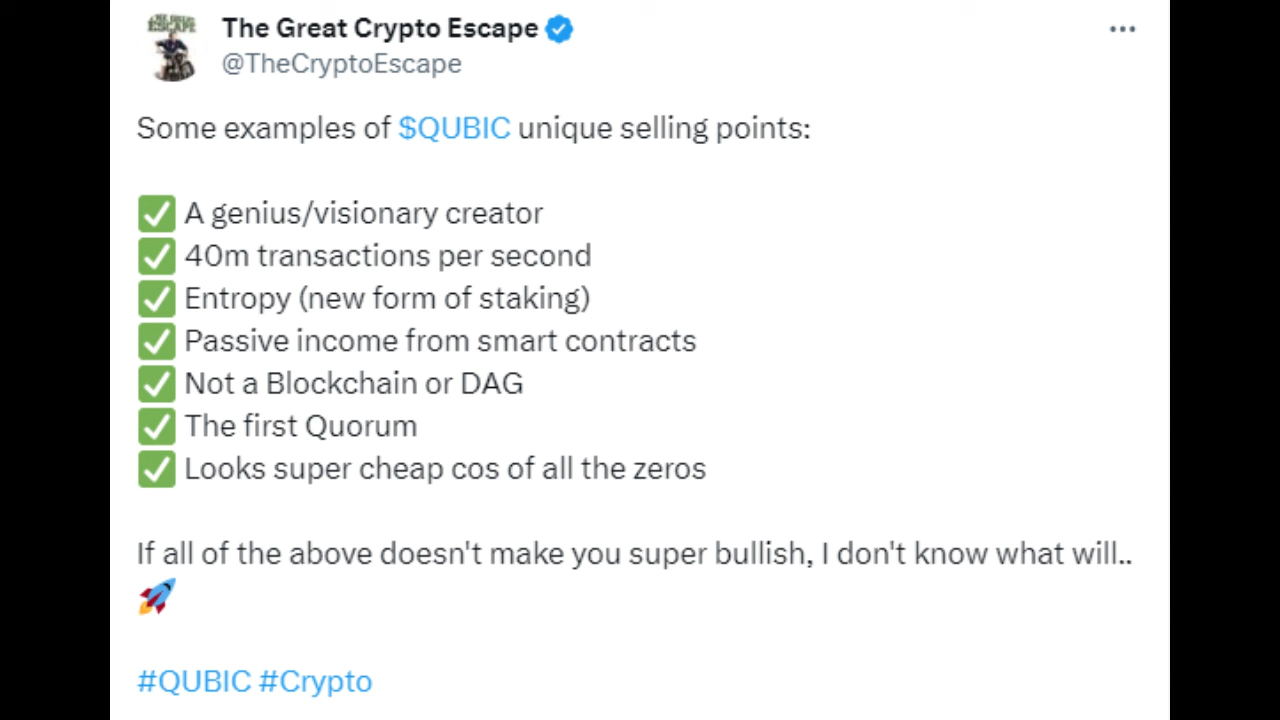 The Great Crypto Escape
@TheCryptoEscape
Some examples of $QUBIC unique selling points:
✅ A genius/visionary creator
✅ 40m transactions per second
✅ Entropy (new form of staking)
✅ Passive income from smart contracts
✅ Not a Blockchain or DAG
✅ The first Quorum
✅ Looks super cheap cos of all the zeros
If all of the above doesn't make you super bullish, I don't know what will..
🚀
#QUBIC #Crypto